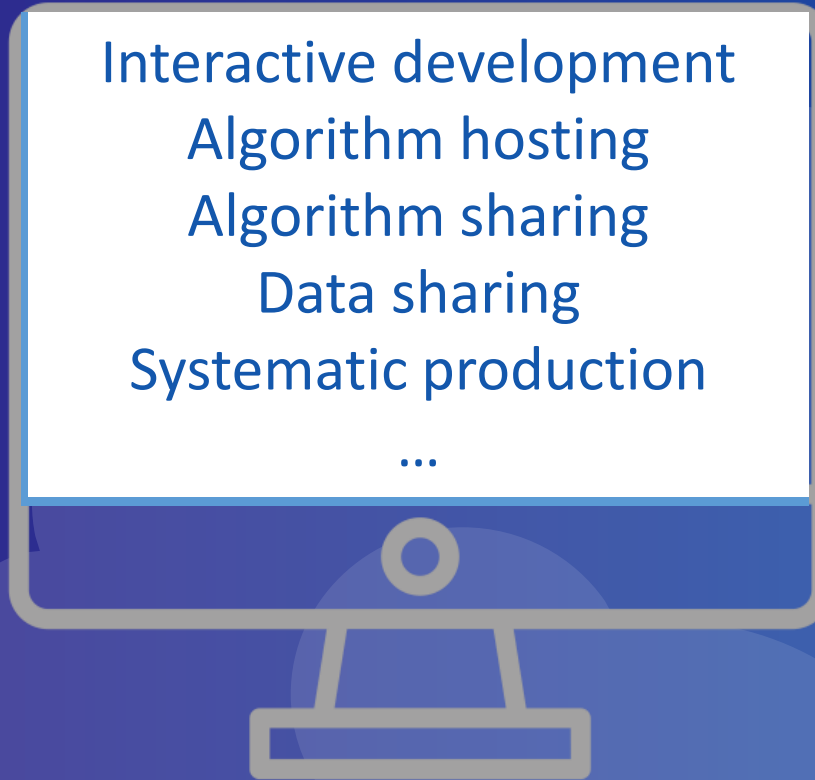 Interactive development
Algorithm hosting
Algorithm sharing
Data sharing
Systematic production
...